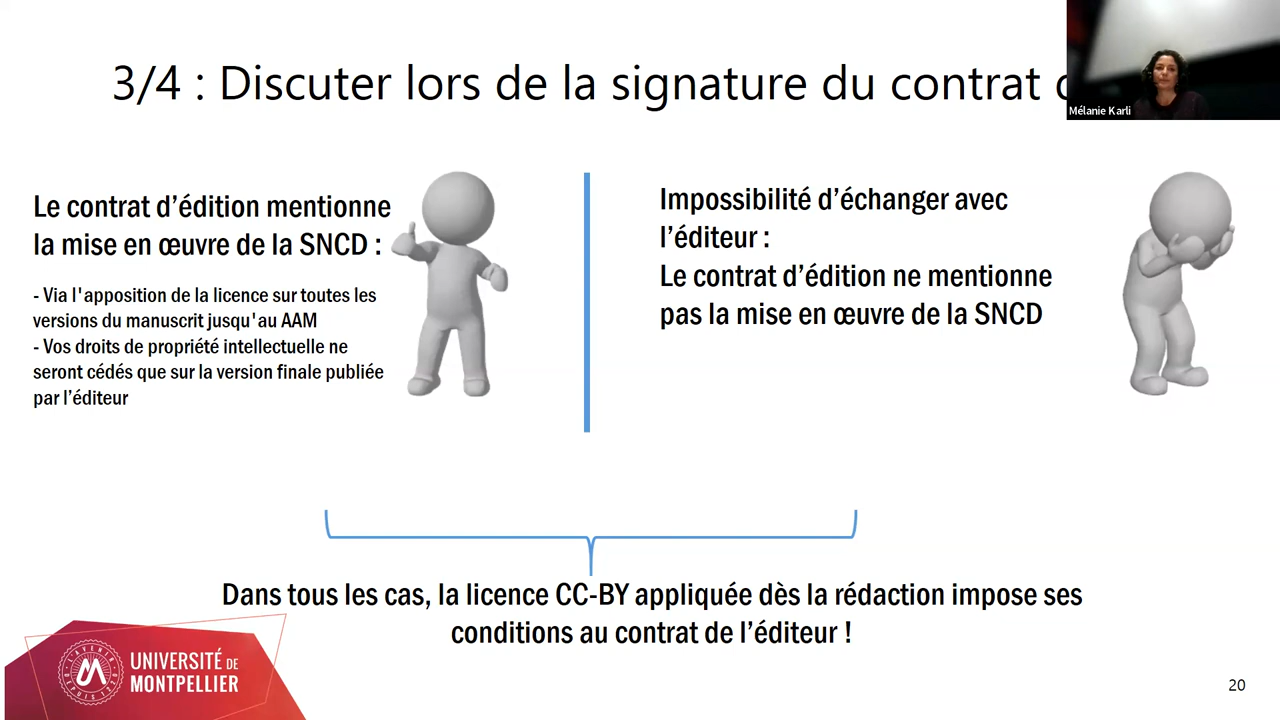 3/4 : Discuter lors de la signature du contrat
Mélanie Karli
Le contrat d’édition mentionne
la mise en œuvre de la SNCD :
- Via l'apposition de la licence sur toutes les
versions du manuscrit jusqu'au AAM
- Vos droits de propriété intellectuelle ne
seront cédés que sur la version finale publiée
par l’éditeur
Impossibilité d’échanger avec
l’éditeur :
Le contrat d’édition ne mentionne
pas la mise en œuvre de la SNCD
Dans tous les cas, la licence CC-BY appliquée dès la rédaction impose ses
conditions au contrat de l’éditeur !
UNIVERSITÉ DE
MONTPELLIER
20